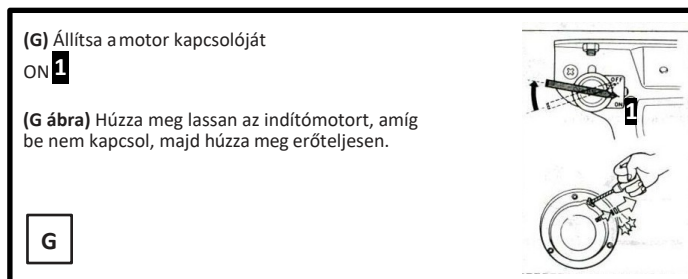 (G) Állítsa a motor kapcsolóját
ON 1
(G ábra) Húzza meg lassan az indítómotort, amíg
be nem kapcsol, majd húzza meg erőteljesen.
G
OFF
ON
1